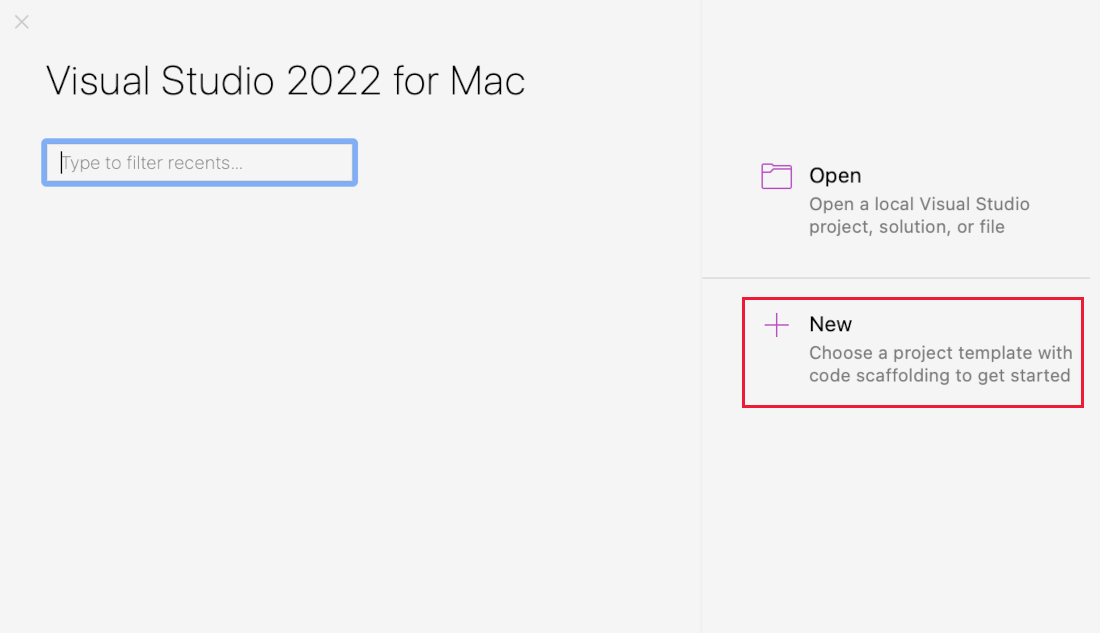 Visual Studio 2022 for Mac
Type to filter recents...
Open
Open a local Visual Studio
project, solution, or file
New
Choose a project template with
code scaffolding to get started